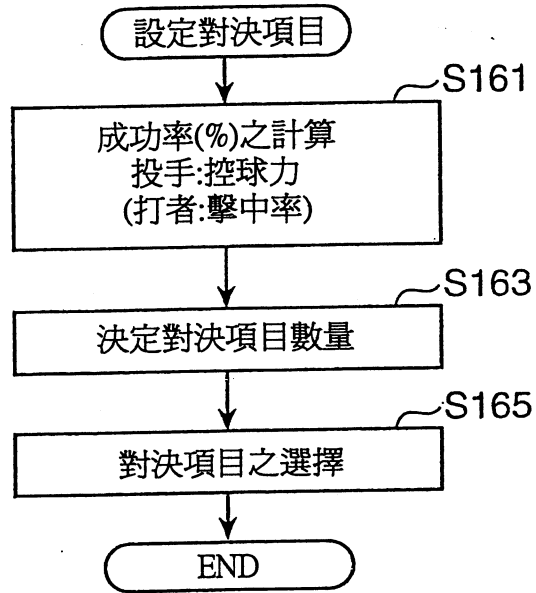 設定對決項目
S161
成功率(%)之計算
投手:控球力
(打者:擊中率)
S163
決定對決項目數量
S165
對決項目之選擇
END